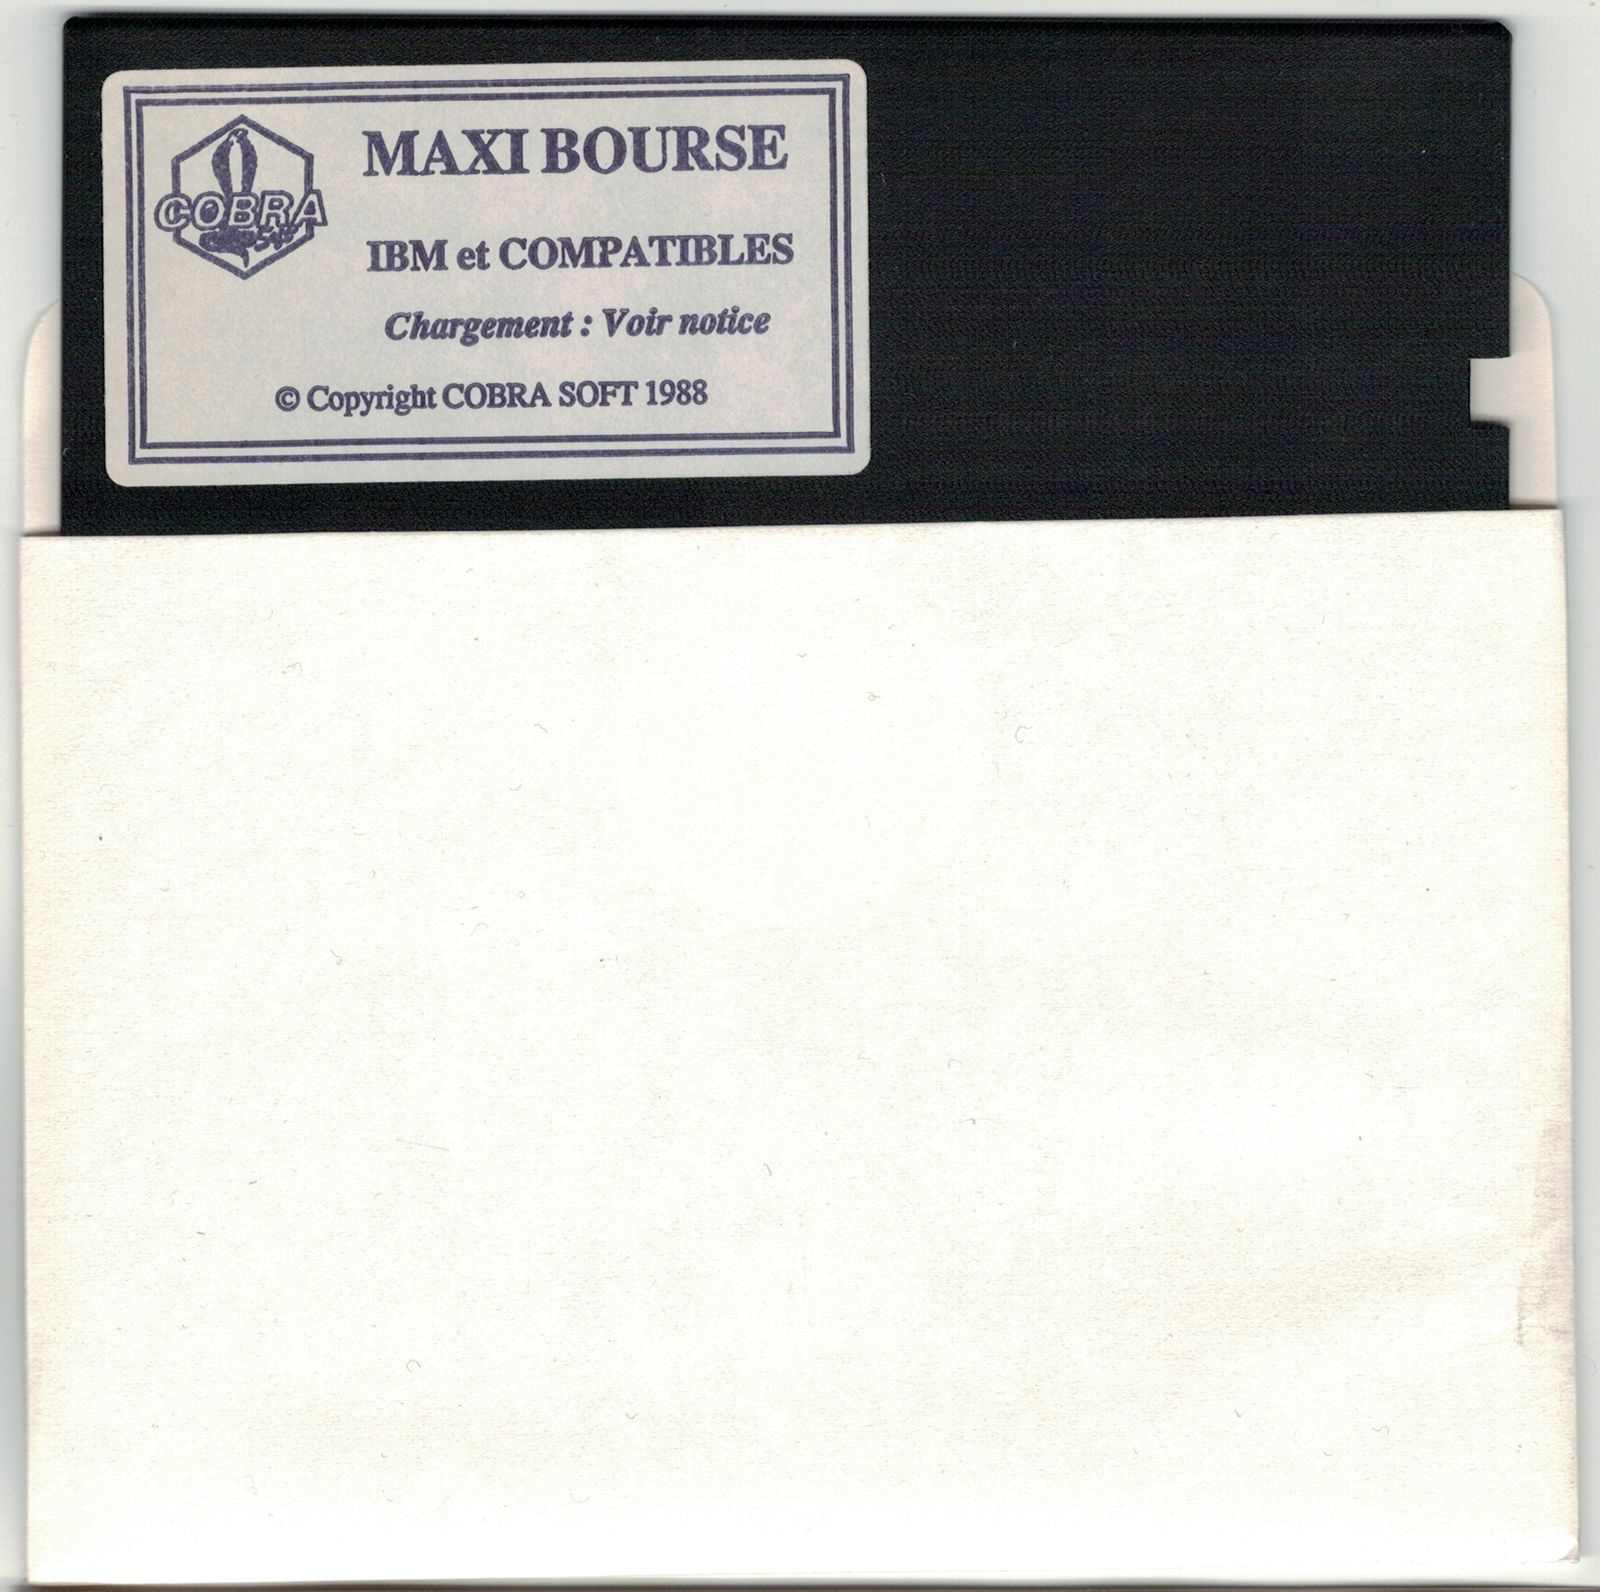 COBRA
MAXI BOURSE
IBM et COMPATIBLES
Chargement : Voir notice
© Copyright COBRA SOFT 1988